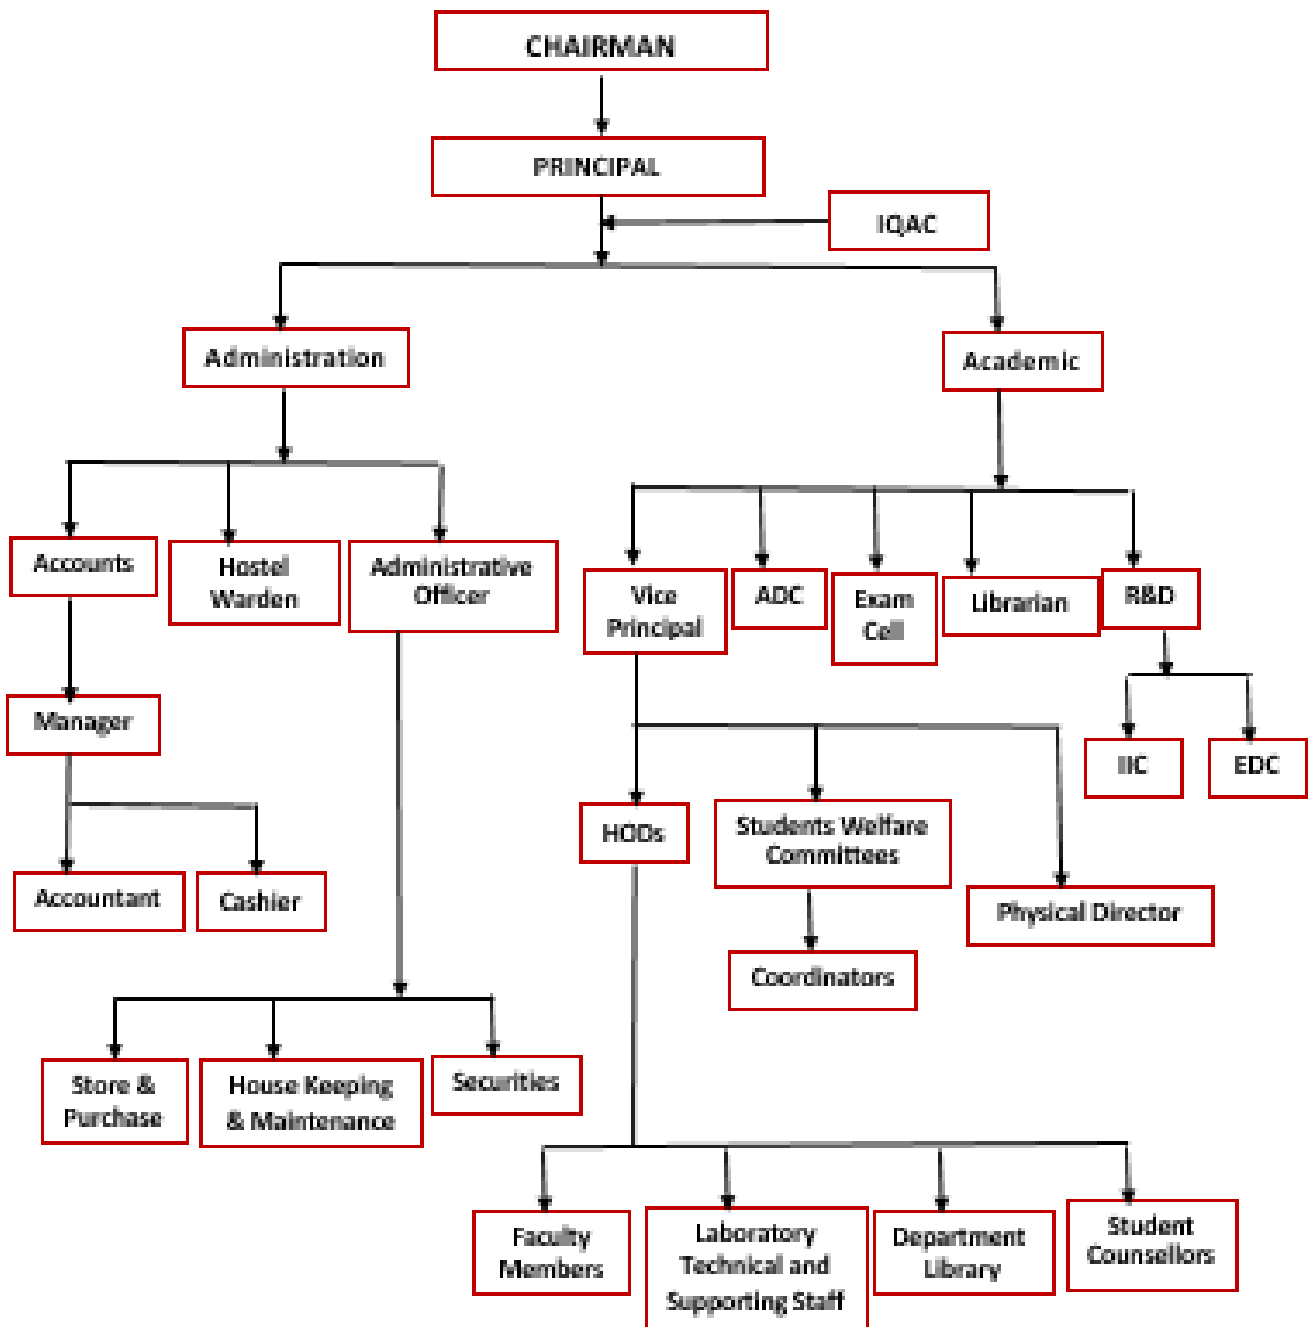 CHAIRMAN
PRINCIPAL
IQAC
Administration
Academic
Accounts
Hostel
Warden
Administrative
Officer
Vice
Principal
ADC
Exam
Cell
Librarian
R&D
Manager
IIC
EDC
HODs
Students Welfare
Committees
Accountant
Cashier
Physical Director
Coordinators
Store &
Purchase
House Keeping
& Maintenance
Securities
Faculty
Members
Laboratory
Technical and
Supporting Staff
Department
Library
Student
Counsellors